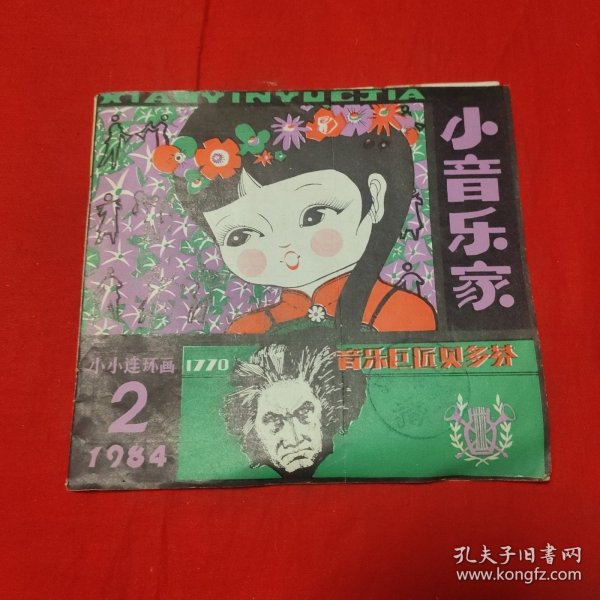 XIAOYINYUEJIA
小音乐家
小小连环画
2
1984
1770
音乐巨匠贝多芬
孔夫子旧书网
www.kongfz.com